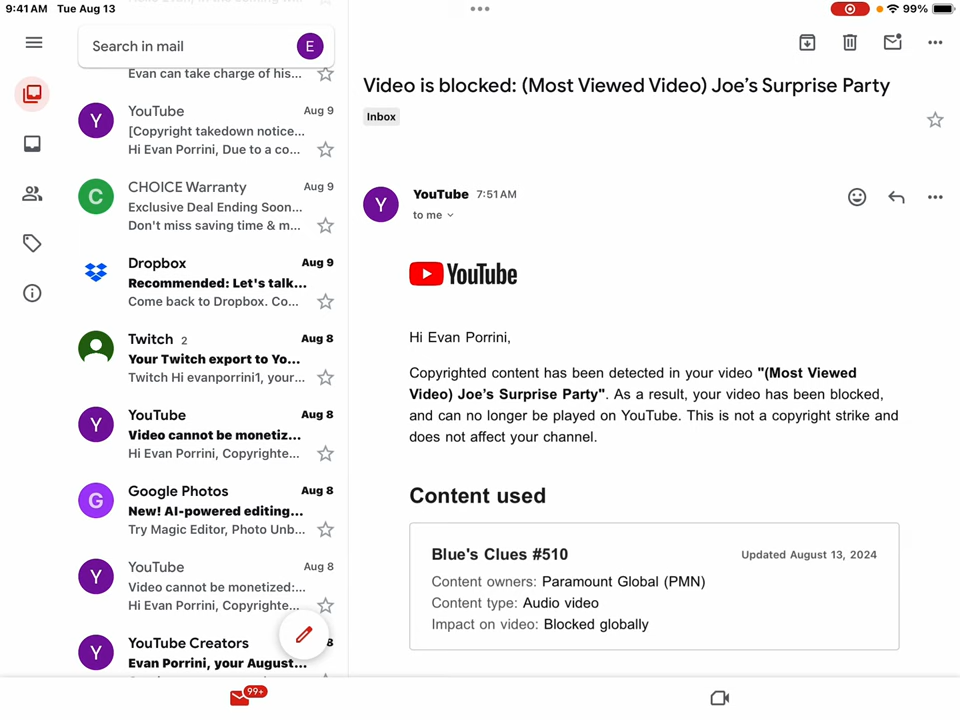 9:41 AM Tue Aug 13
99%
Search in mail
E
Evan can take charge of his...
Y
YouTube
Aug 9
[Copyright takedown notice...
Hi Evan Porrini, Due to a co...
C
CHOICE Warranty
Aug 9
Exclusive Deal Ending Soon...
Don't miss saving time & m...
Dropbox
Aug 9
Recommended: Let's talk...
Come back to Dropbox. Co...
Twitch 2
Aug 8
Your Twitch export to Yo...
Twitch Hi evanporrini1, your...
Y
YouTube
Aug 8
Video cannot be monetiz...
Hi Evan Porrini, Copyrighte...
G
Google Photos
Aug 8
New! AI-powered editing...
Try Magic Editor, Photo Unb...
Y
YouTube
Aug 8
Video cannot be monetized:...
Hi Evan Porrini, Copyrighte...
Y
YouTube Creators
8
Evan Porrini, your August...
99+
Video is blocked: (Most Viewed Video) Joe’s Surprise Party
Inbox
Y
YouTube 7:51 AM
to me
YouTube
Hi Evan Porrini,
Copyrighted content has been detected in your video "(Most Viewed
Video) Joe’s Surprise Party". As a result, your video has been blocked,
and can no longer be played on YouTube. This is not a copyright strike and
does not affect your channel.
Content used
Blue's Clues #510
Updated August 13, 2024
Content owners: Paramount Global (PMN)
Content type: Audio video
Impact on video: Blocked globally